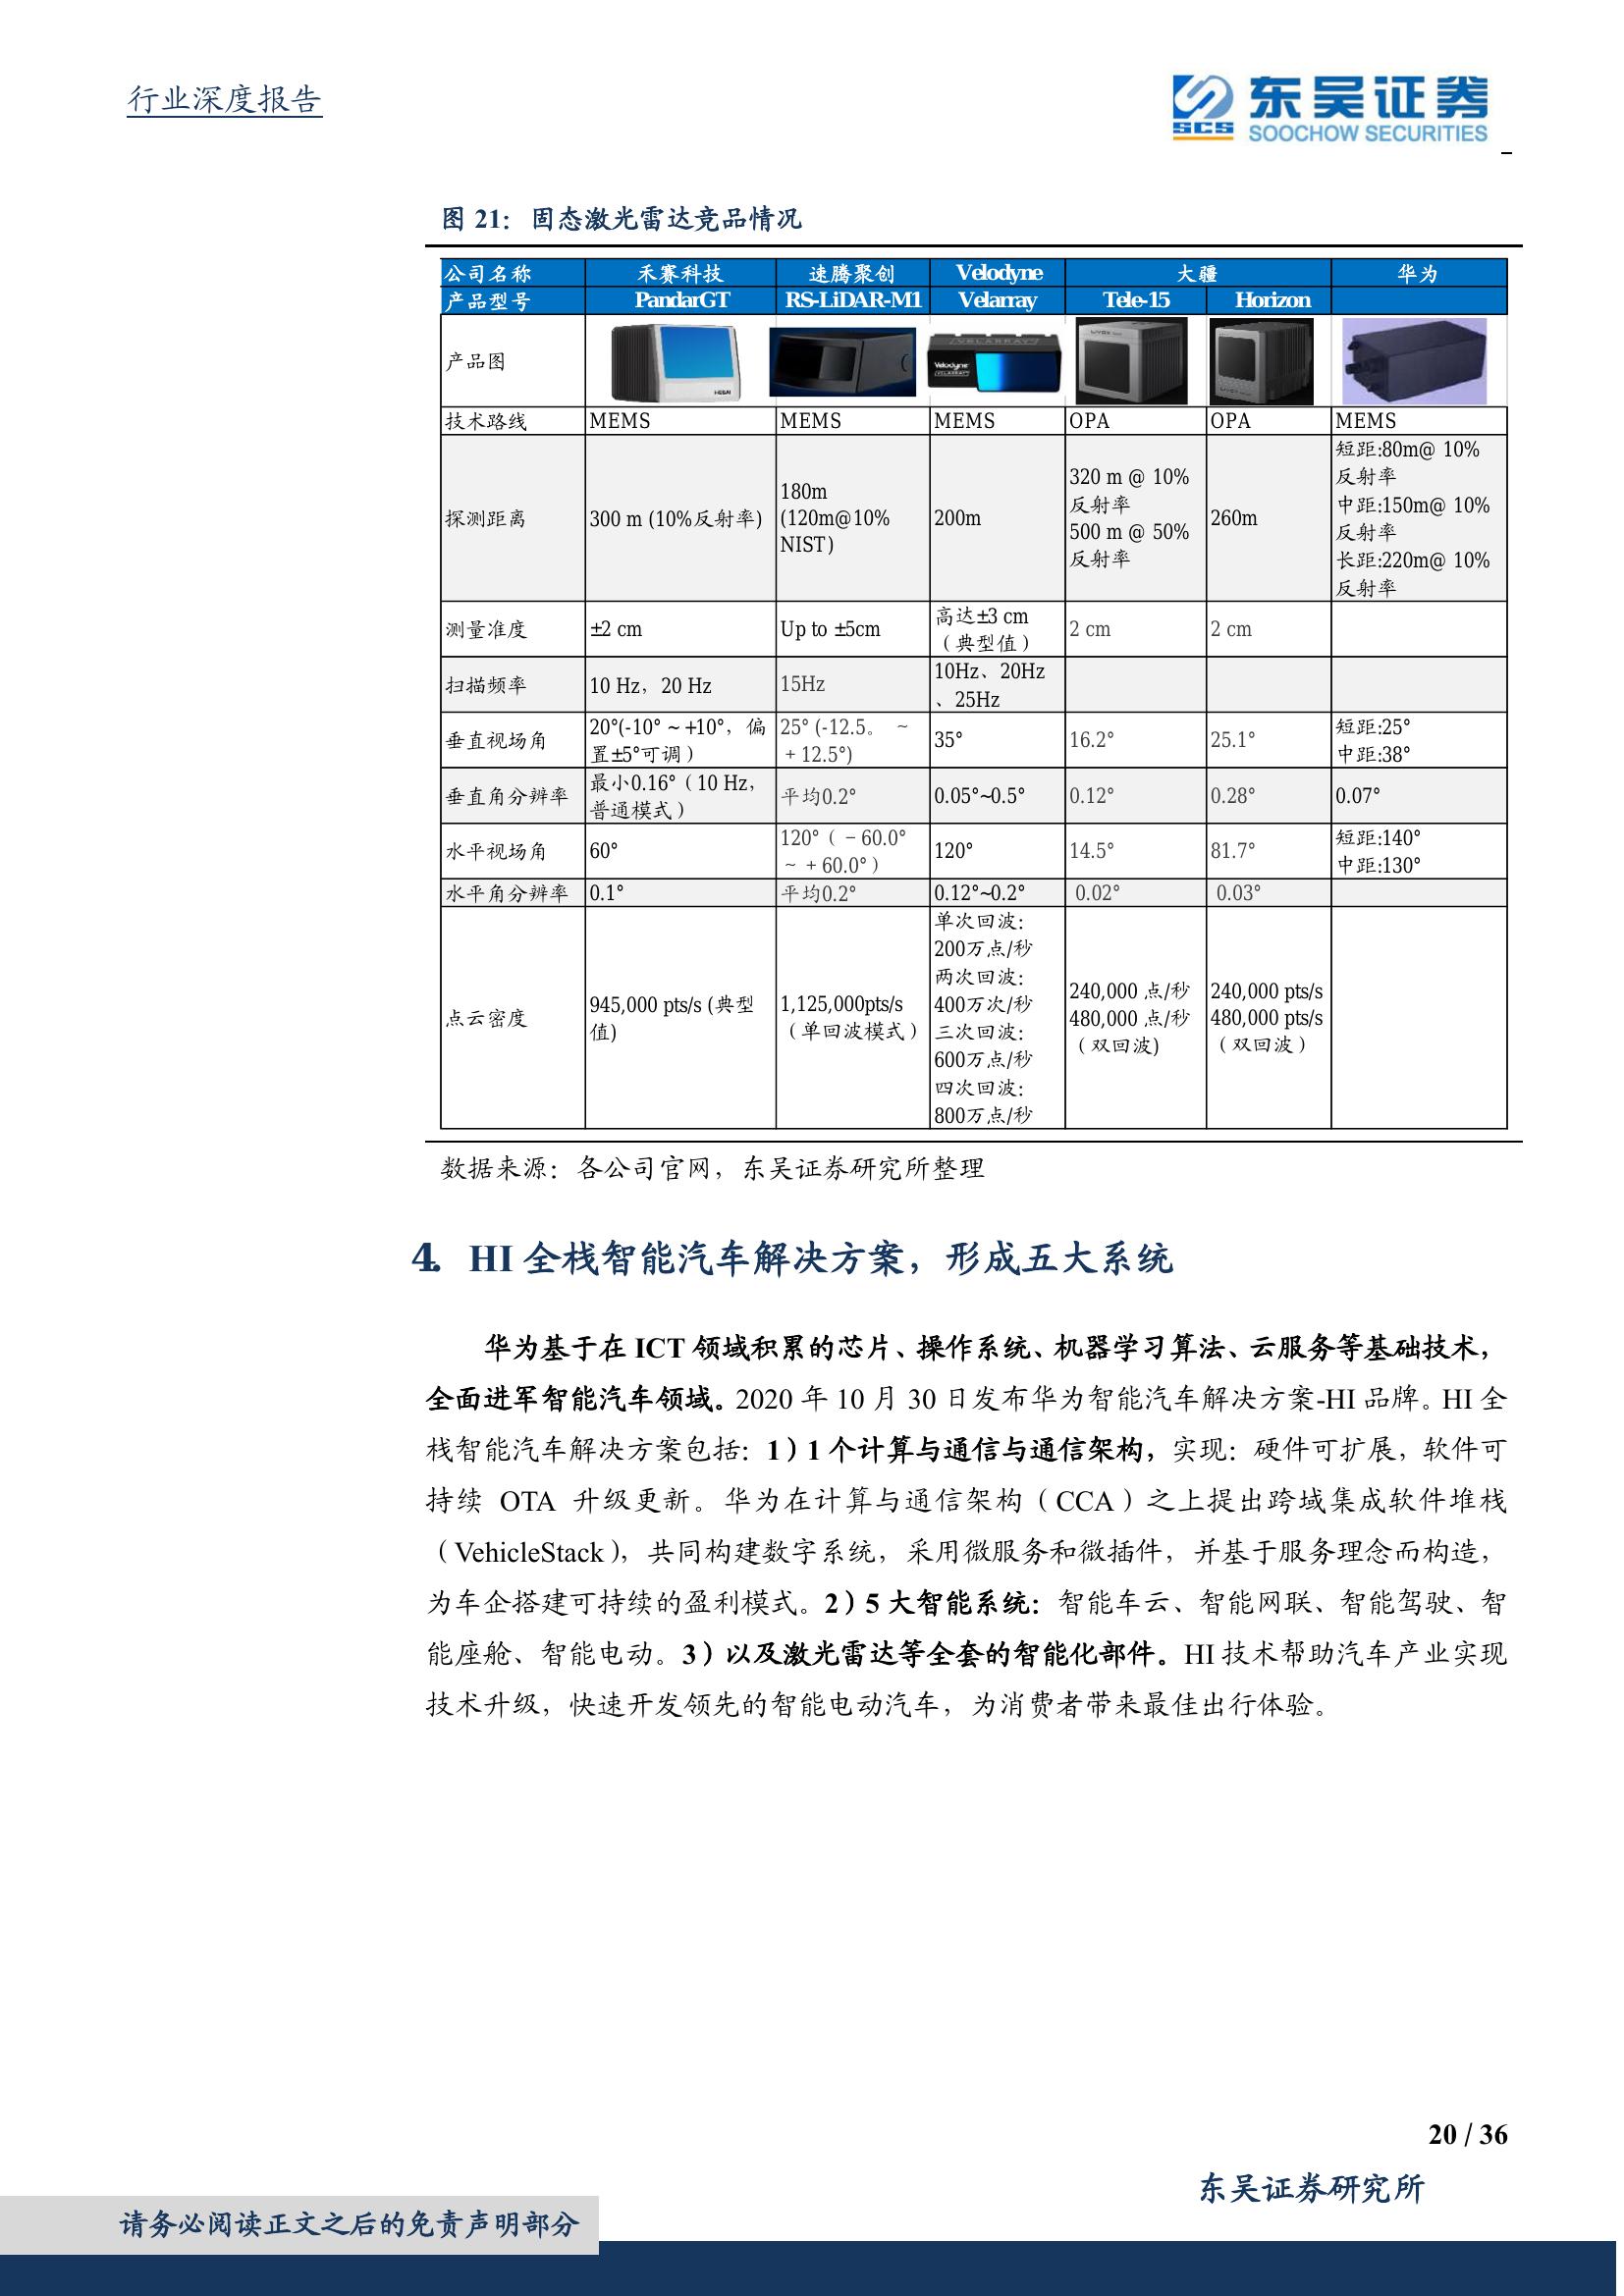 行业深度报告
SCS
东吴证券
SOOCHOW SECURITIES
图 21：固态激光雷达竞品情况
公司名称 禾赛科技 速腾聚创 Velodyne 大疆 华为
产品型号 PandarGT RS-LiDAR-M1 Velarray Tele-15 Horizon
产品图
HESAI
VELARRAY
Velodyne
技术路线 MEMS MEMS MEMS OPA OPA MEMS
探测距离
300 m (10%反射率)
180m
(120m@10%
NIST)
200m
320 m @ 10%
反射率
500 m @ 50%
反射率
260m
短距:80m@ 10%
反射率
中距:150m@ 10%
反射率
长距:220m@ 10%
反射率
测量准度
±2 cm
Up to ±5cm
高达±3 cm
（典型值）
2 cm
2 cm
扫描频率
10 Hz，20 Hz
15Hz
10Hz、20Hz
、25Hz
垂直视场角
20°(-10° ~ +10°，偏
置±5°可调）
25° (-12.5。 ~
+ 12.5°)
35°
16.2°
25.1°
短距:25°
中距:38°
垂直角分辨率
最小0.16°（10 Hz，
普通模式）
平均0.2°
0.05°~0.5°
0.12°
0.28°
0.07°
水平视场角
60°
120°（ − 60.0°
~ + 60.0°）
120°
14.5°
81.7°
短距:140°
中距:130°
水平角分辨率 0.1° 平均0.2° 0.12°~0.2° 0.02° 0.03°
点云密度
945,000 pts/s (典型
值)
1,125,000pts/s
（单回波模式）
单次回波：
200万点/秒
两次回波：
400万次/秒
三次回波：
600万点/秒
四次回波：
800万点/秒
240,000 点/秒
480,000 点/秒
（双回波)
240,000 pts/s
480,000 pts/s
（双回波）
数据来源：各公司官网，东吴证券研究所整理
4. HI 全栈智能汽车解决方案，形成五大系统
华为基于在 ICT 领域积累的芯片、操作系统、机器学习算法、云服务等基础技术，
全面进军智能汽车领域。2020 年 10 月 30 日发布华为智能汽车解决方案-HI 品牌。HI 全
栈智能汽车解决方案包括：1）1 个计算与通信与通信架构，实现：硬件可扩展，软件可
持续 OTA 升级更新。华为在计算与通信架构（CCA）之上提出跨域集成软件堆栈
（VehicleStack），共同构建数字系统，采用微服务和微插件，并基于服务理念而构造，
为车企搭建可持续的盈利模式。2）5 大智能系统：智能车云、智能网联、智能驾驶、智
能座舱、智能电动。3）以及激光雷达等全套的智能化部件。HI 技术帮助汽车产业实现
技术升级，快速开发领先的智能电动汽车，为消费者带来最佳出行体验。
20 / 36
东吴证券研究所
请务必阅读正文之后的免责声明部分